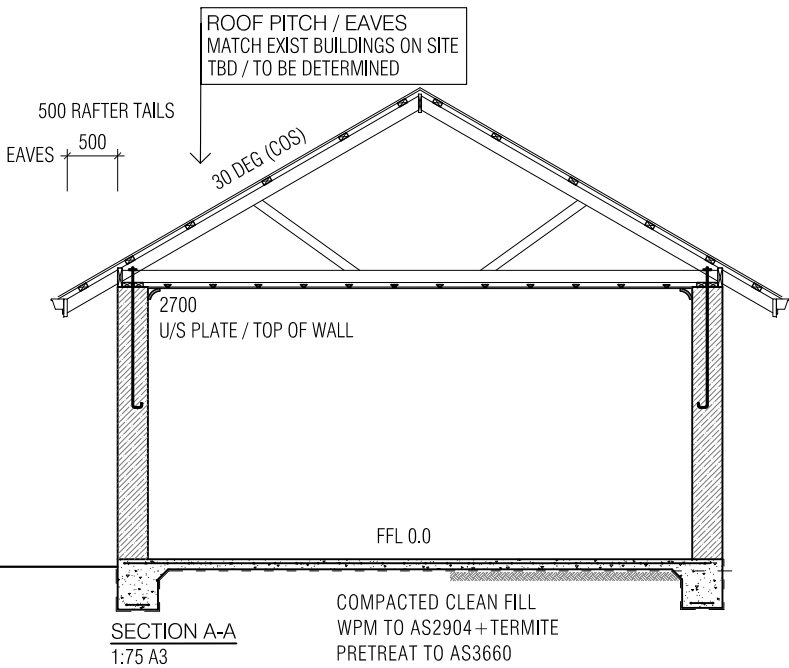 ROOF PITCH / EAVES
MATCH EXIST BUILDINGS ON SITE
TBD / TO BE DETERMINED
500 RAFTER TAILS
EAVES
500
30 DEG (COS)
2700
U/S PLATE / TOP OF WALL
FFL 0.0
SECTION A-A
1:75 A3
COMPACTED CLEAN FILL
WPM TO AS2904+TERMITE
PRETREAT TO AS3660